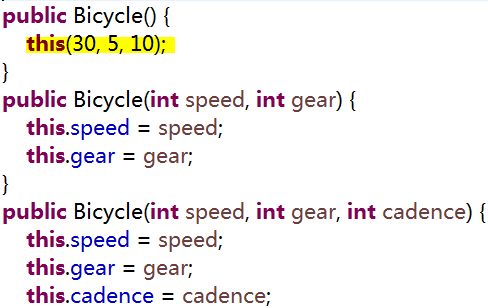 public Bicycle() {
this(30, 5, 10);
}
public Bicycle(int speed, int gear) {
this.speed = speed;
this.gear = gear;
}
public Bicycle(int speed, int gear, int cadence) {
this.speed = speed;
this.gear = gear;
this.cadence = cadence;